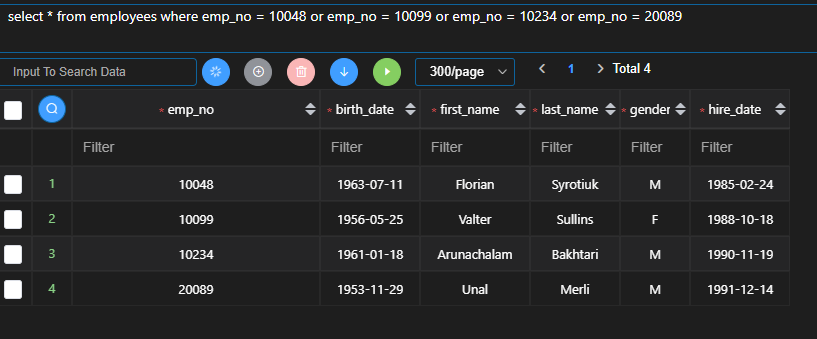 select * from employees where emp_no = 10048 or emp_no = 10099 or emp_no = 10234 or emp_no = 20089
Input To Search Data 300/page 1 Total 4
* emp_no * birth_date * first_name * last_name * gender * hire_date
Filter Filter Filter Filter Filter Filter
1 10048 1963-07-11 Florian Syrotiuk M 1985-02-24
2 10099 1956-05-25 Valter Sullins F 1988-10-18
3 10234 1961-01-18 Arunachalam Bakhtari M 1990-11-19
4 20089 1953-11-29 Unal Merli M 1991-12-14